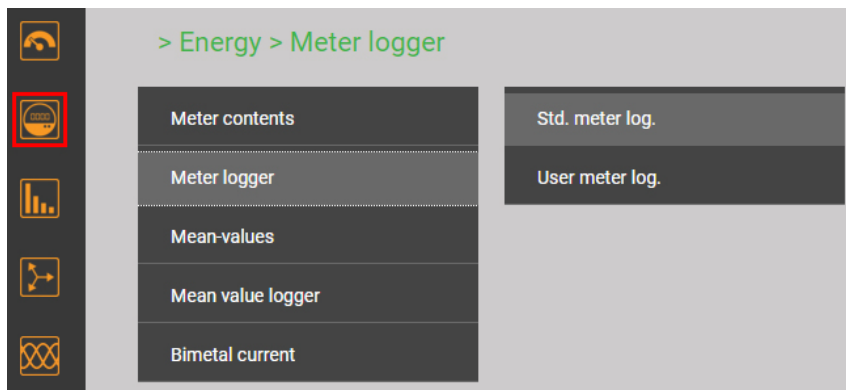 > Energy > Meter logger
Meter contents
Meter logger
Mean-values
Mean value logger
Bimetal current
Std. meter log.
User meter log.